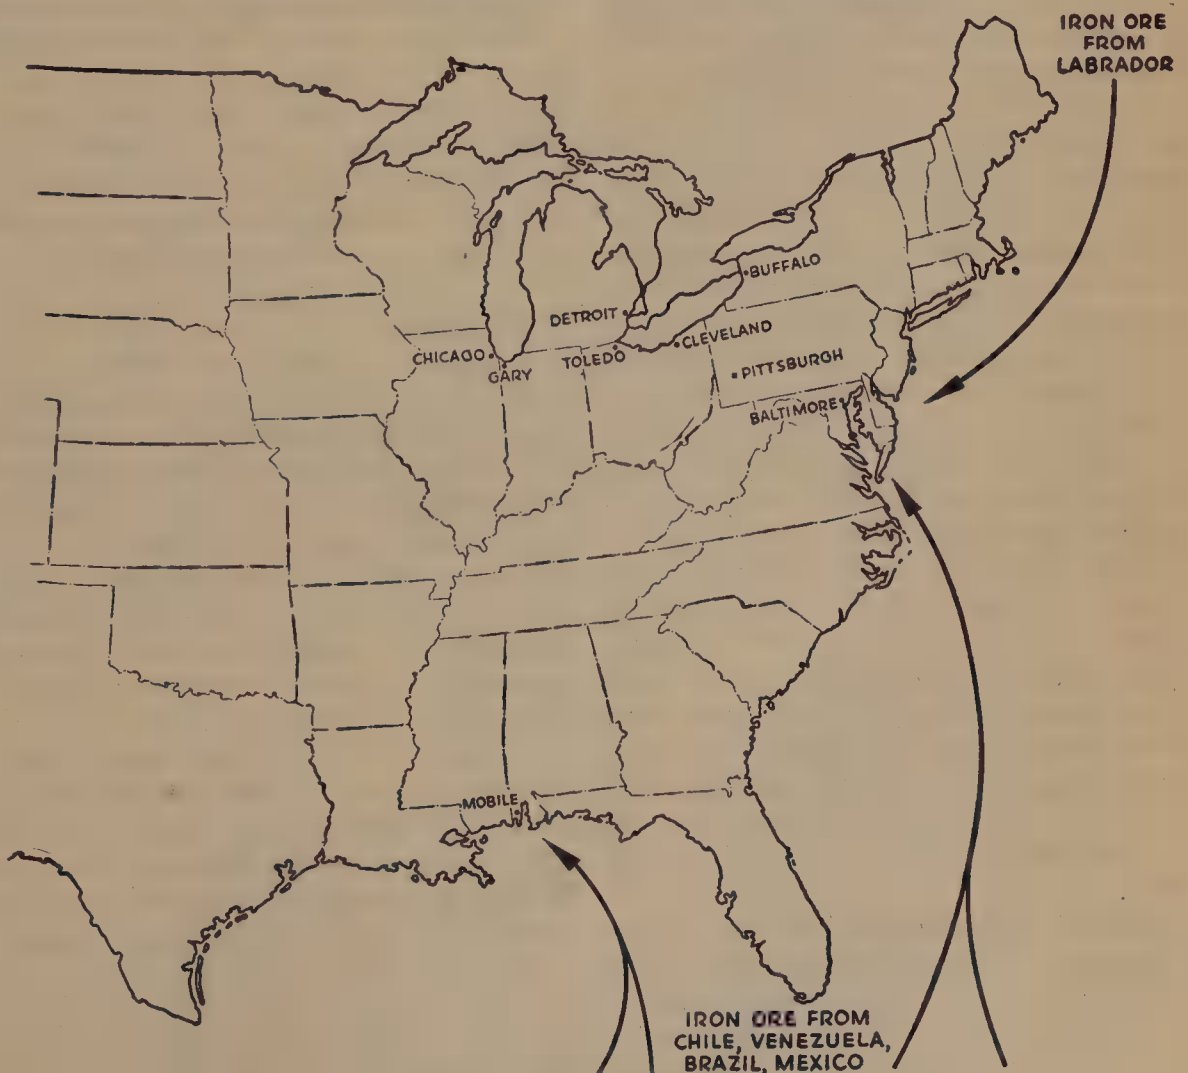 IRON ORE
FROM
LABRADOR
BUFFALO
DETROIT
CLEVELAND
CHICAGO
TOLEDO
GARY
PITTSBURGH
BALTIMORE
MOBILE
IRON ORE FROM
CHILE, VENEZUELA,
BRAZIL, MEXICO